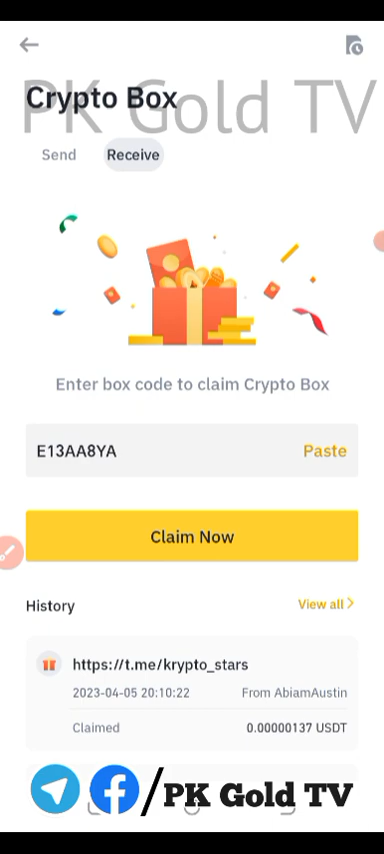 PK Gold TV
Crypto Box
Send
Receive
Enter box code to claim Crypto Box
E13AA8YA
Paste
Claim Now
History
View all
https://t.me/krypto_stars
2023-04-05 20:10:22
From AbiamAustin
Claimed
0.00000137 USDT
/PK Gold TV